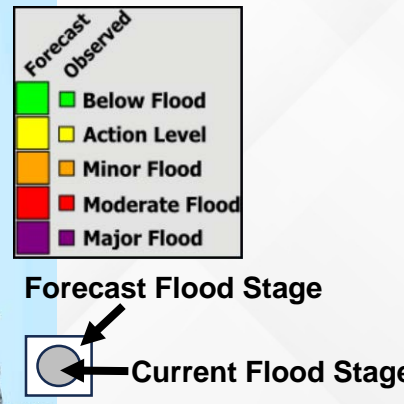 Forecast
Observed
Below Flood
Action Level
Minor Flood
Moderate Flood
Major Flood
Forecast Flood Stage
Current Flood Stage